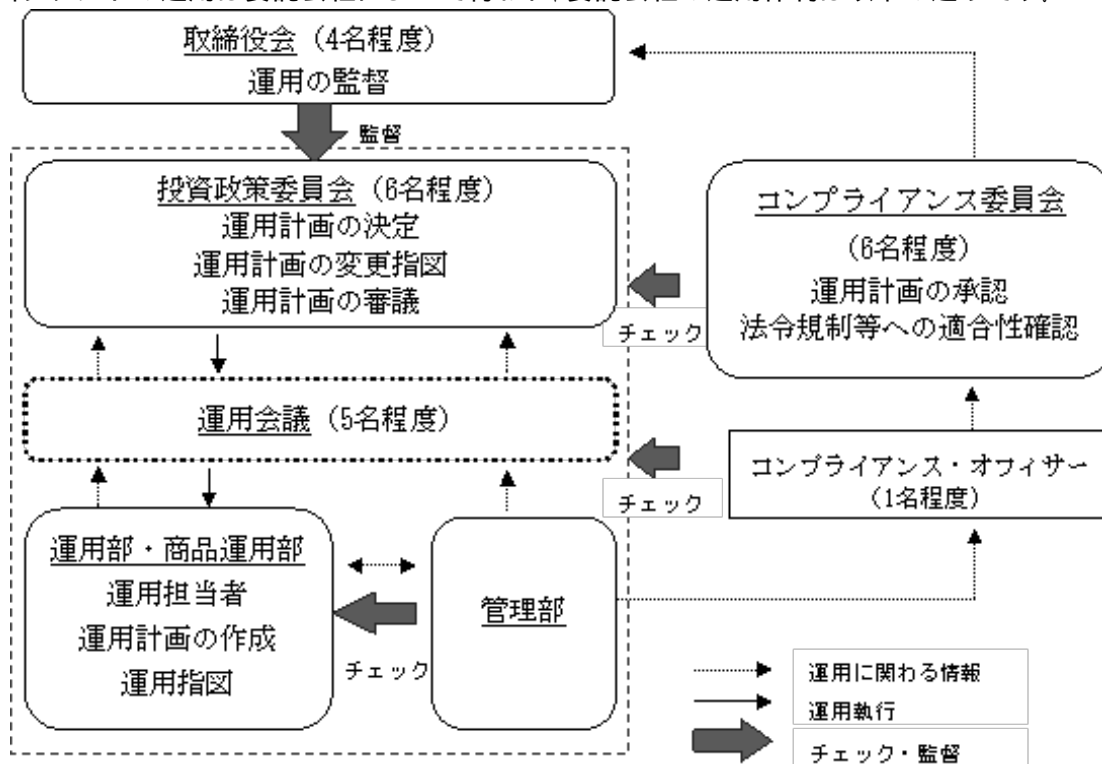 取締役会（4名程度）
運用の監督
監督
投資政策委員会（6名程度）
運用計画の決定
運用計画の変更指図
運用計画の審議
コンプライアンス委員会
（6名程度）
運用計画の承認
法令規制等への適合性確認
チェック
運用会議（5名程度）
チェック
コンプライアンス・オフィサー
（1名程度）
運用部・商品運用部
運用担当者
運用計画の作成
運用指図
チェック
管理部
運用に関わる情報
運用執行
チェック・監督